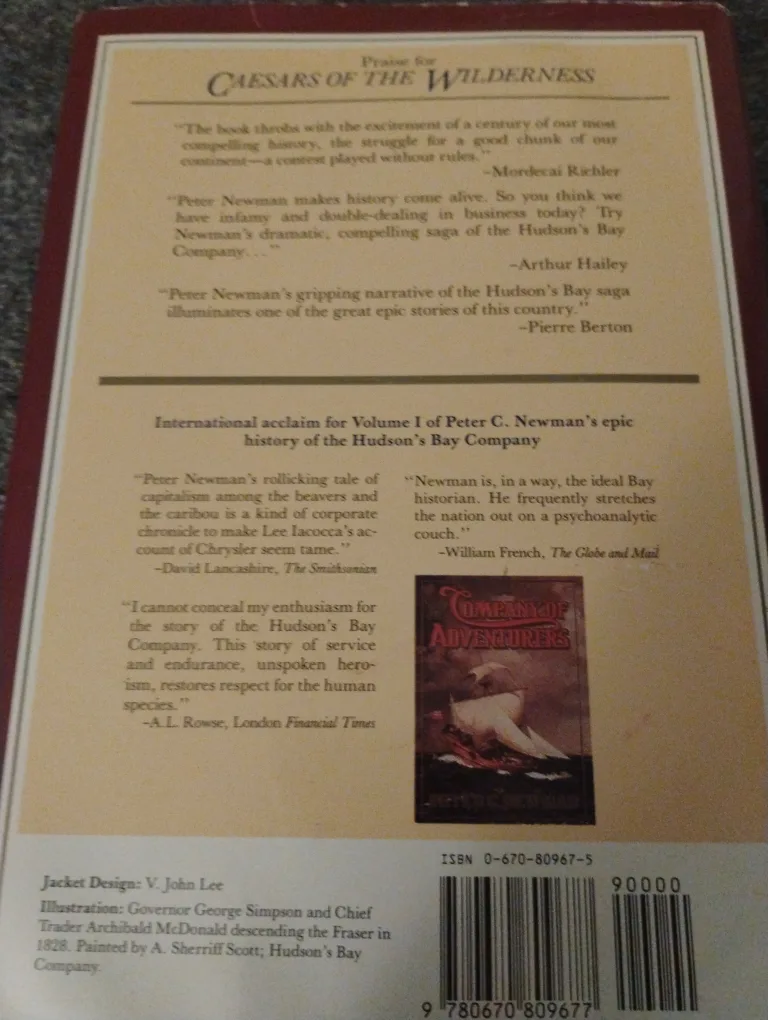 Praise for
CAESARS OF THE WILDERNESS
"The book throbs with the excitement of a century of our most
compelling history, the struggle for a good chunk of our
continent—a contest played without rules."
–Mordecai Richler
"Peter Newman makes history come alive. So you think we
have infamy and double-dealing in business today? Try
Newman's dramatic, compelling saga of the Hudson's Bay
Company..."
–Arthur Hailey
"Peter Newman's gripping narrative of the Hudson's Bay saga
illuminates one of the great epic stories of this country."
–Pierre Berton
International acclaim for Volume I of Peter C. Newman's epic
history of the Hudson's Bay Company
"Peter Newman's rollicking tale of
capitalism among the beavers and
the caribou is a kind of corporate
chronicle to make Lee Iacocca's ac-
count of Chrysler seem tame."
–David Lancashire, The Smithsonian
"I cannot conceal my enthusiasm for
the story of the Hudson's Bay
Company. This story of service
and endurance, unspoken hero-
ism, restores respect for the human
species."
–A.L. Rowse, London Financial Times
"Newman is, in a way, the ideal Bay
historian. He frequently stretches
the nation out on a psychoanalytic
couch."
–William French, The Globe and Mail
COMPANY OF
ADVENTURERS
PETER C. NEWMAN
Jacket Design: V. John Lee
Illustration: Governor George Simpson and Chief
Trader Archibald McDonald descending the Fraser in
1828. Painted by A. Sherriff Scott; Hudson's Bay
Company.
ISBN 0-670-80967-5
90000
9 780670 809677